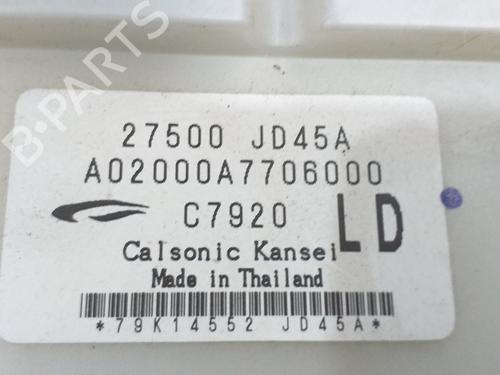 B-PARTS
27500 JD45A
A02000A7706000
C7920 LD
Calsonic Kansei
Made in Thailand
*79K14552 JD45A*